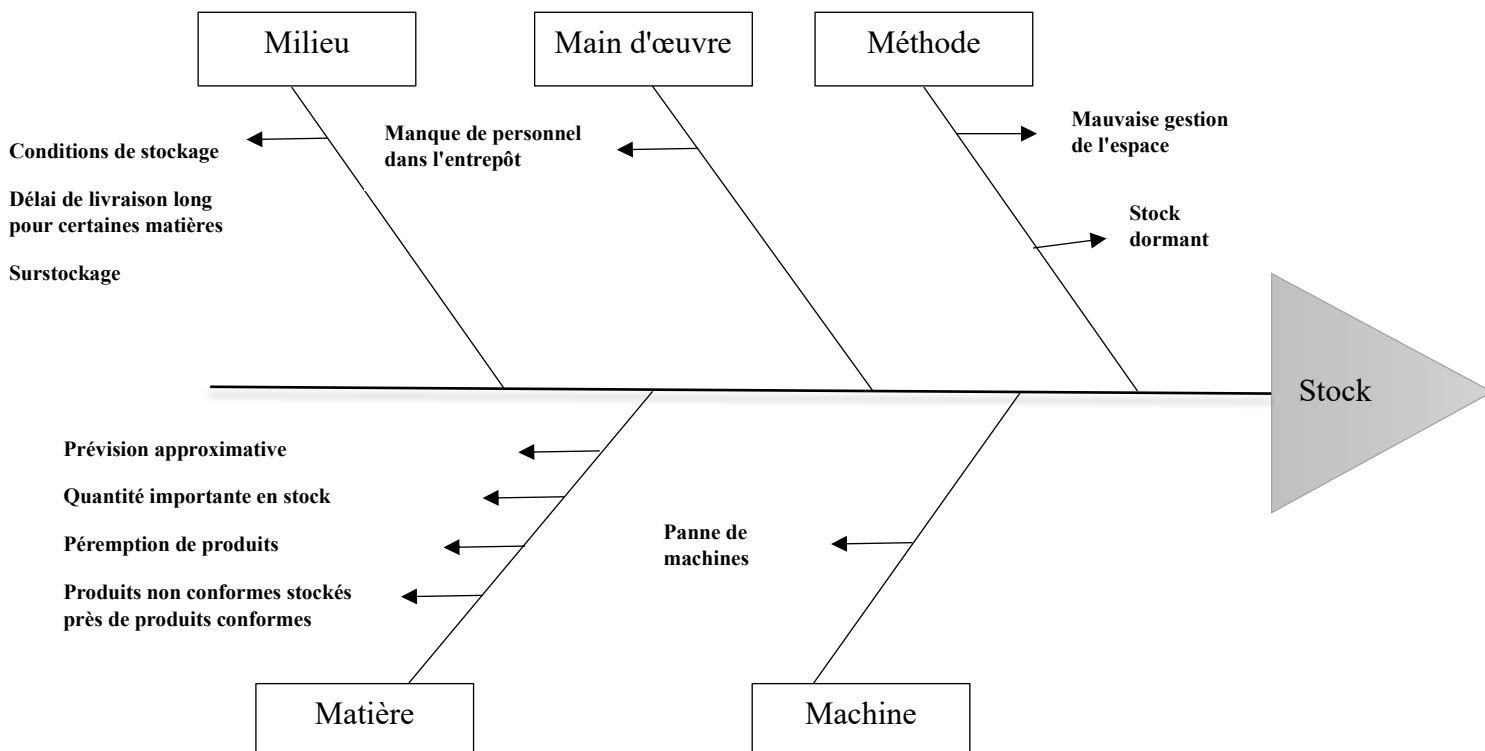 Milieu
Main d'œuvre
Méthode
Conditions de stockage
Délai de livraison long
pour certaines matières
Surstockage
Manque de personnel
dans l'entrepôt
Mauvaise gestion
de l'espace
Stock
dormant
Stock
Prévision approximative
Quantité importante en stock
Péremption de produits
Produits non conformes stockés
près de produits conformes
Panne de
machines
Matière
Machine